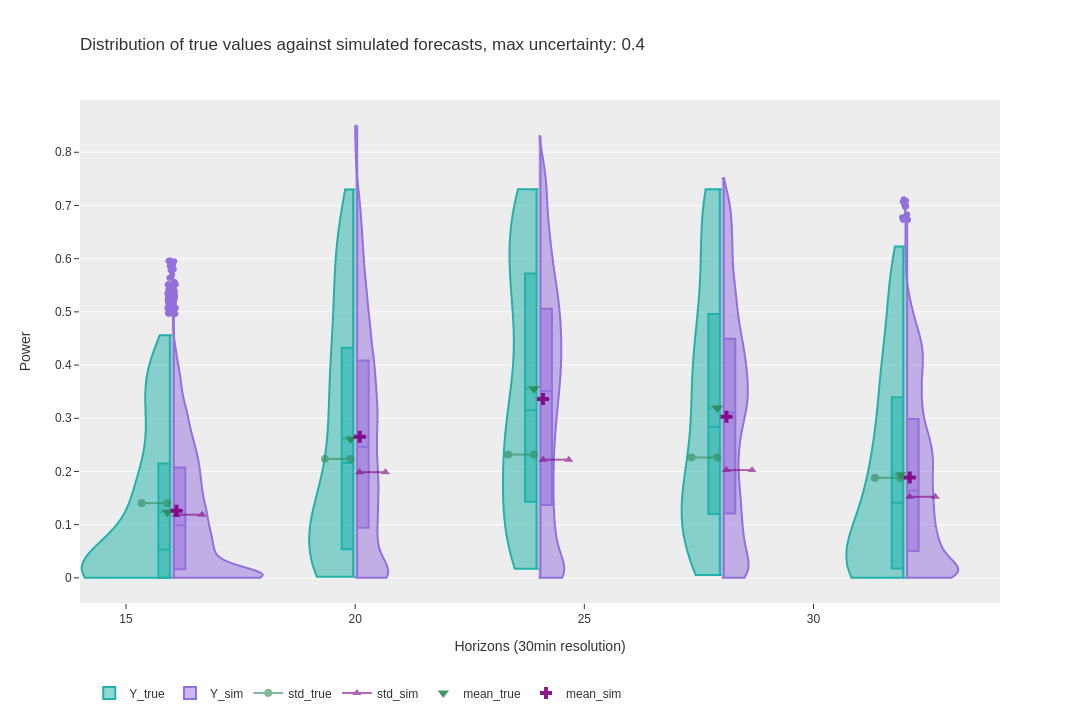 Distribution of true values against simulated forecasts, max uncertainty: 0.4
Power
0.8
0.7
0.6
0.5
0.4
0.3
0.2
0.1
0
15 20 25 30
Horizons (30min resolution)
Y_true Y_sim std_true std_sim mean_true mean_sim